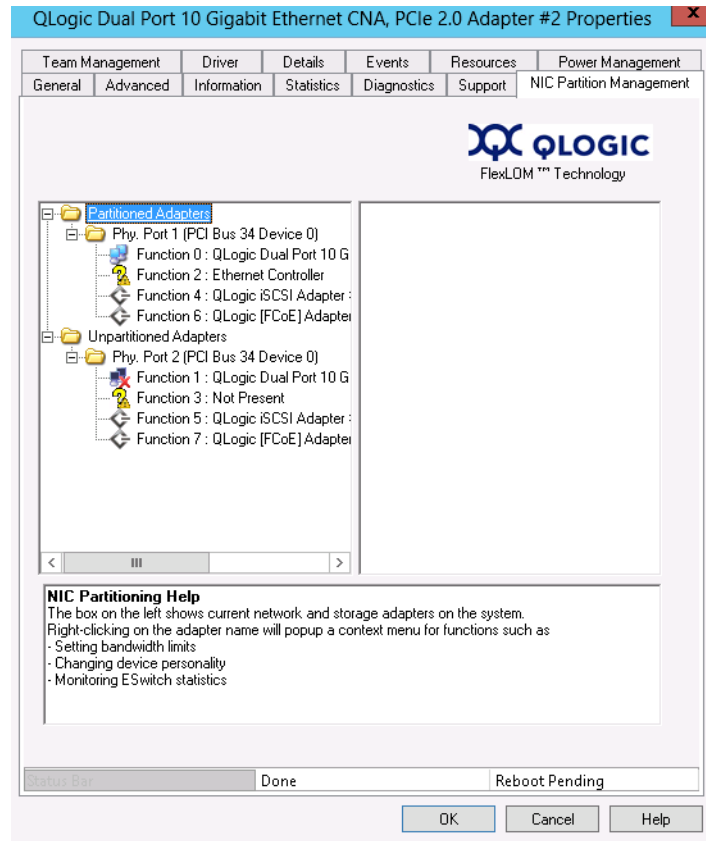 QLogic Dual Port 10 Gigabit Ethernet CNA, PCIe 2.0 Adapter #2 Properties x
Team Management Driver Details Events Resources Power Management
General Advanced Information Statistics Diagnostics Support NIC Partition Management
QLOGIC
FlexLOM ™ Technology
Partitioned Adapters
Phy. Port 1 (PCI Bus 34 Device 0)
Function 0 : QLogic Dual Port 10 G
Function 2 : Ethernet Controller
Function 4 : QLogic iSCSI Adapter
Function 6 : QLogic [FCoE] Adapter
Unpartitioned Adapters
Phy. Port 2 (PCI Bus 34 Device 0)
Function 1 : QLogic Dual Port 10 G
Function 3 : Not Present
Function 5 : QLogic iSCSI Adapter
Function 7 : QLogic [FCoE] Adapter
NIC Partitioning Help
The box on the left shows current network and storage adapters on the system.
Right-clicking on the adapter name will popup a context menu for functions such as
- Setting bandwidth limits
- Changing device personality
- Monitoring ESwitch statistics
Status Bar Done Reboot Pending
OK Cancel Help